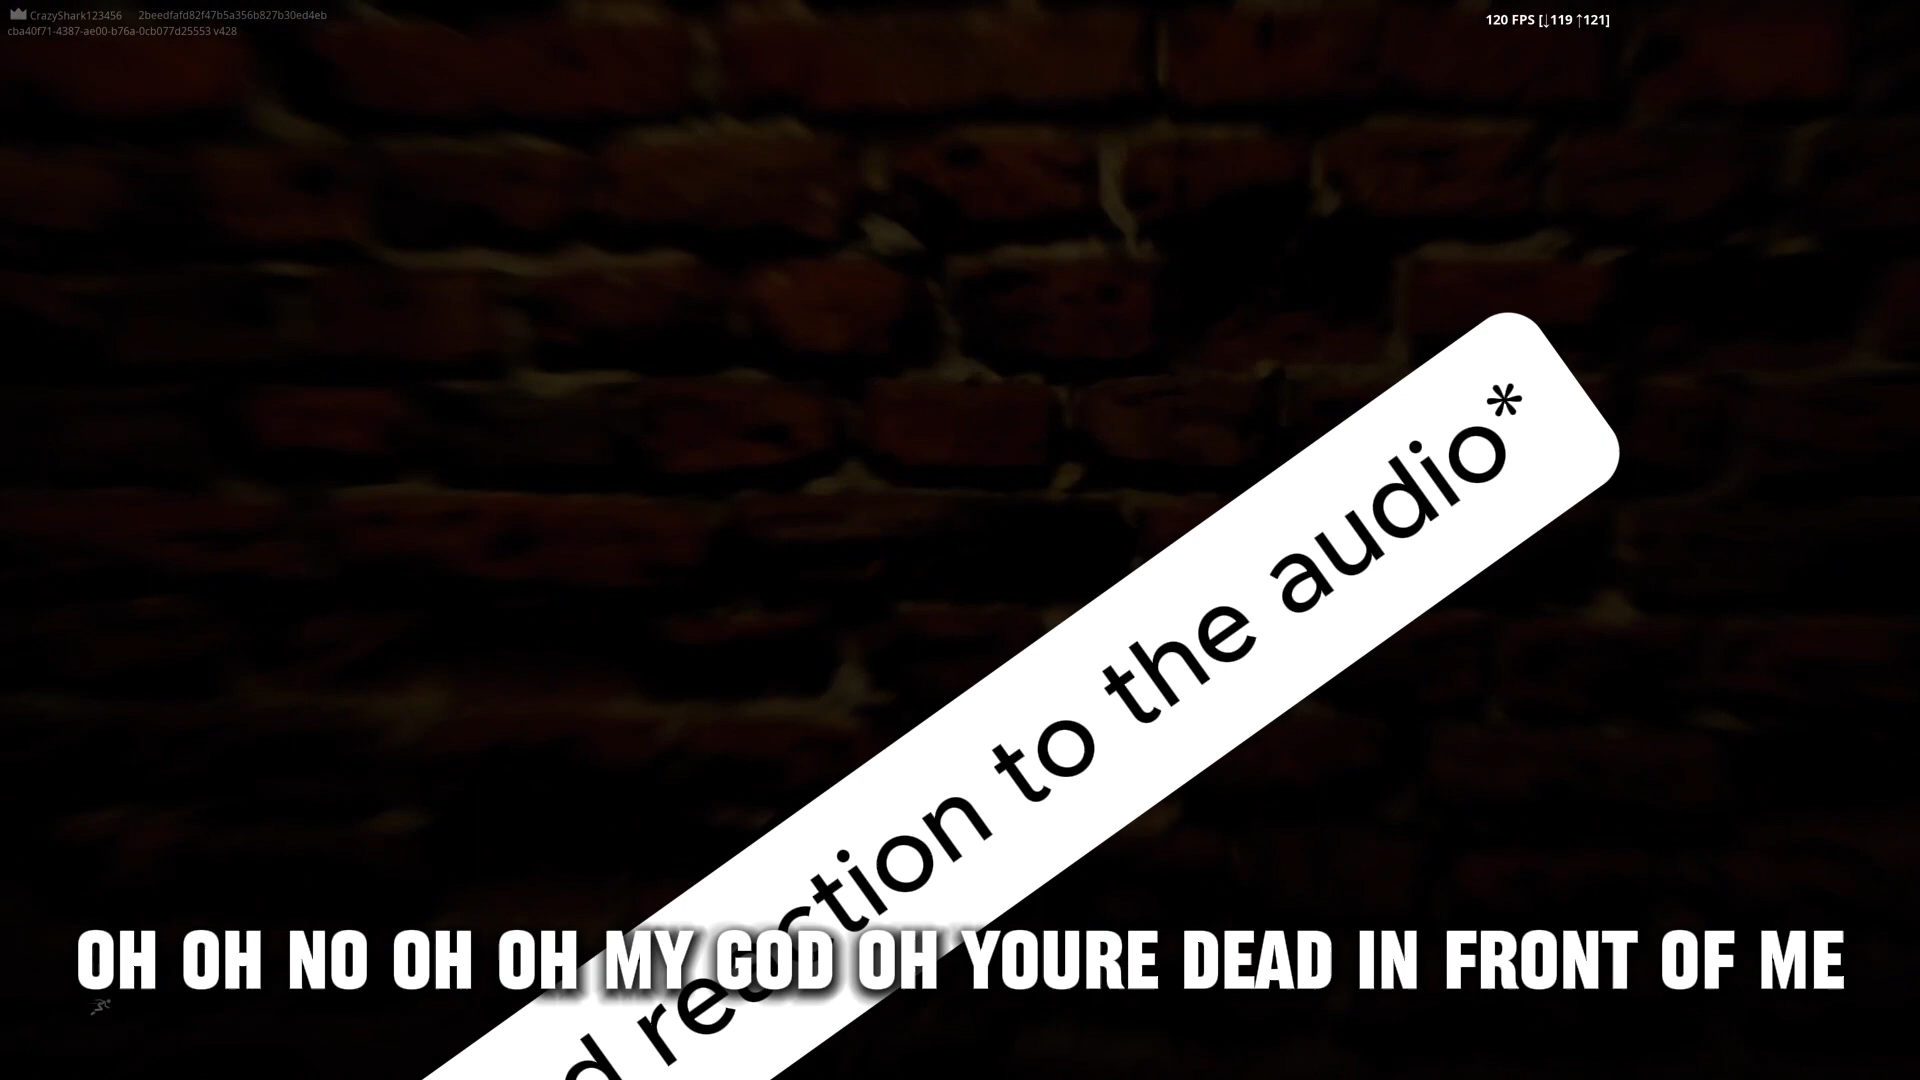 CrazyShark123456 2beedfafd82f47b5a356b827b30ed4eb
cba40f71-4387-ae00-b76a-0cb077d25553 v428
120 FPS [↓119 ↑121]
d reaction to the audio*
OH OH NO OH OH MY GOD OH YOURE DEAD IN FRONT OF ME